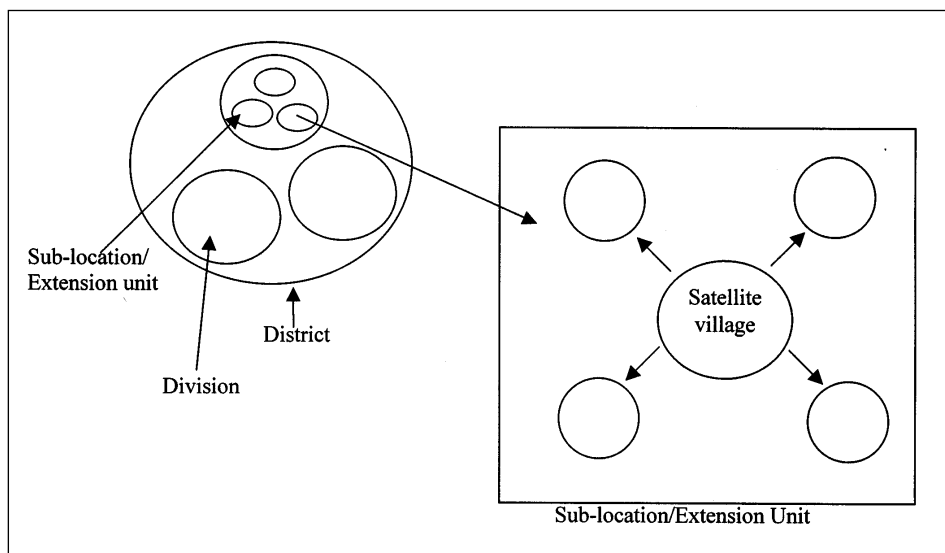 Sub-location/
Extension unit
District
Division
Satellite
village
Sub-location/Extension Unit